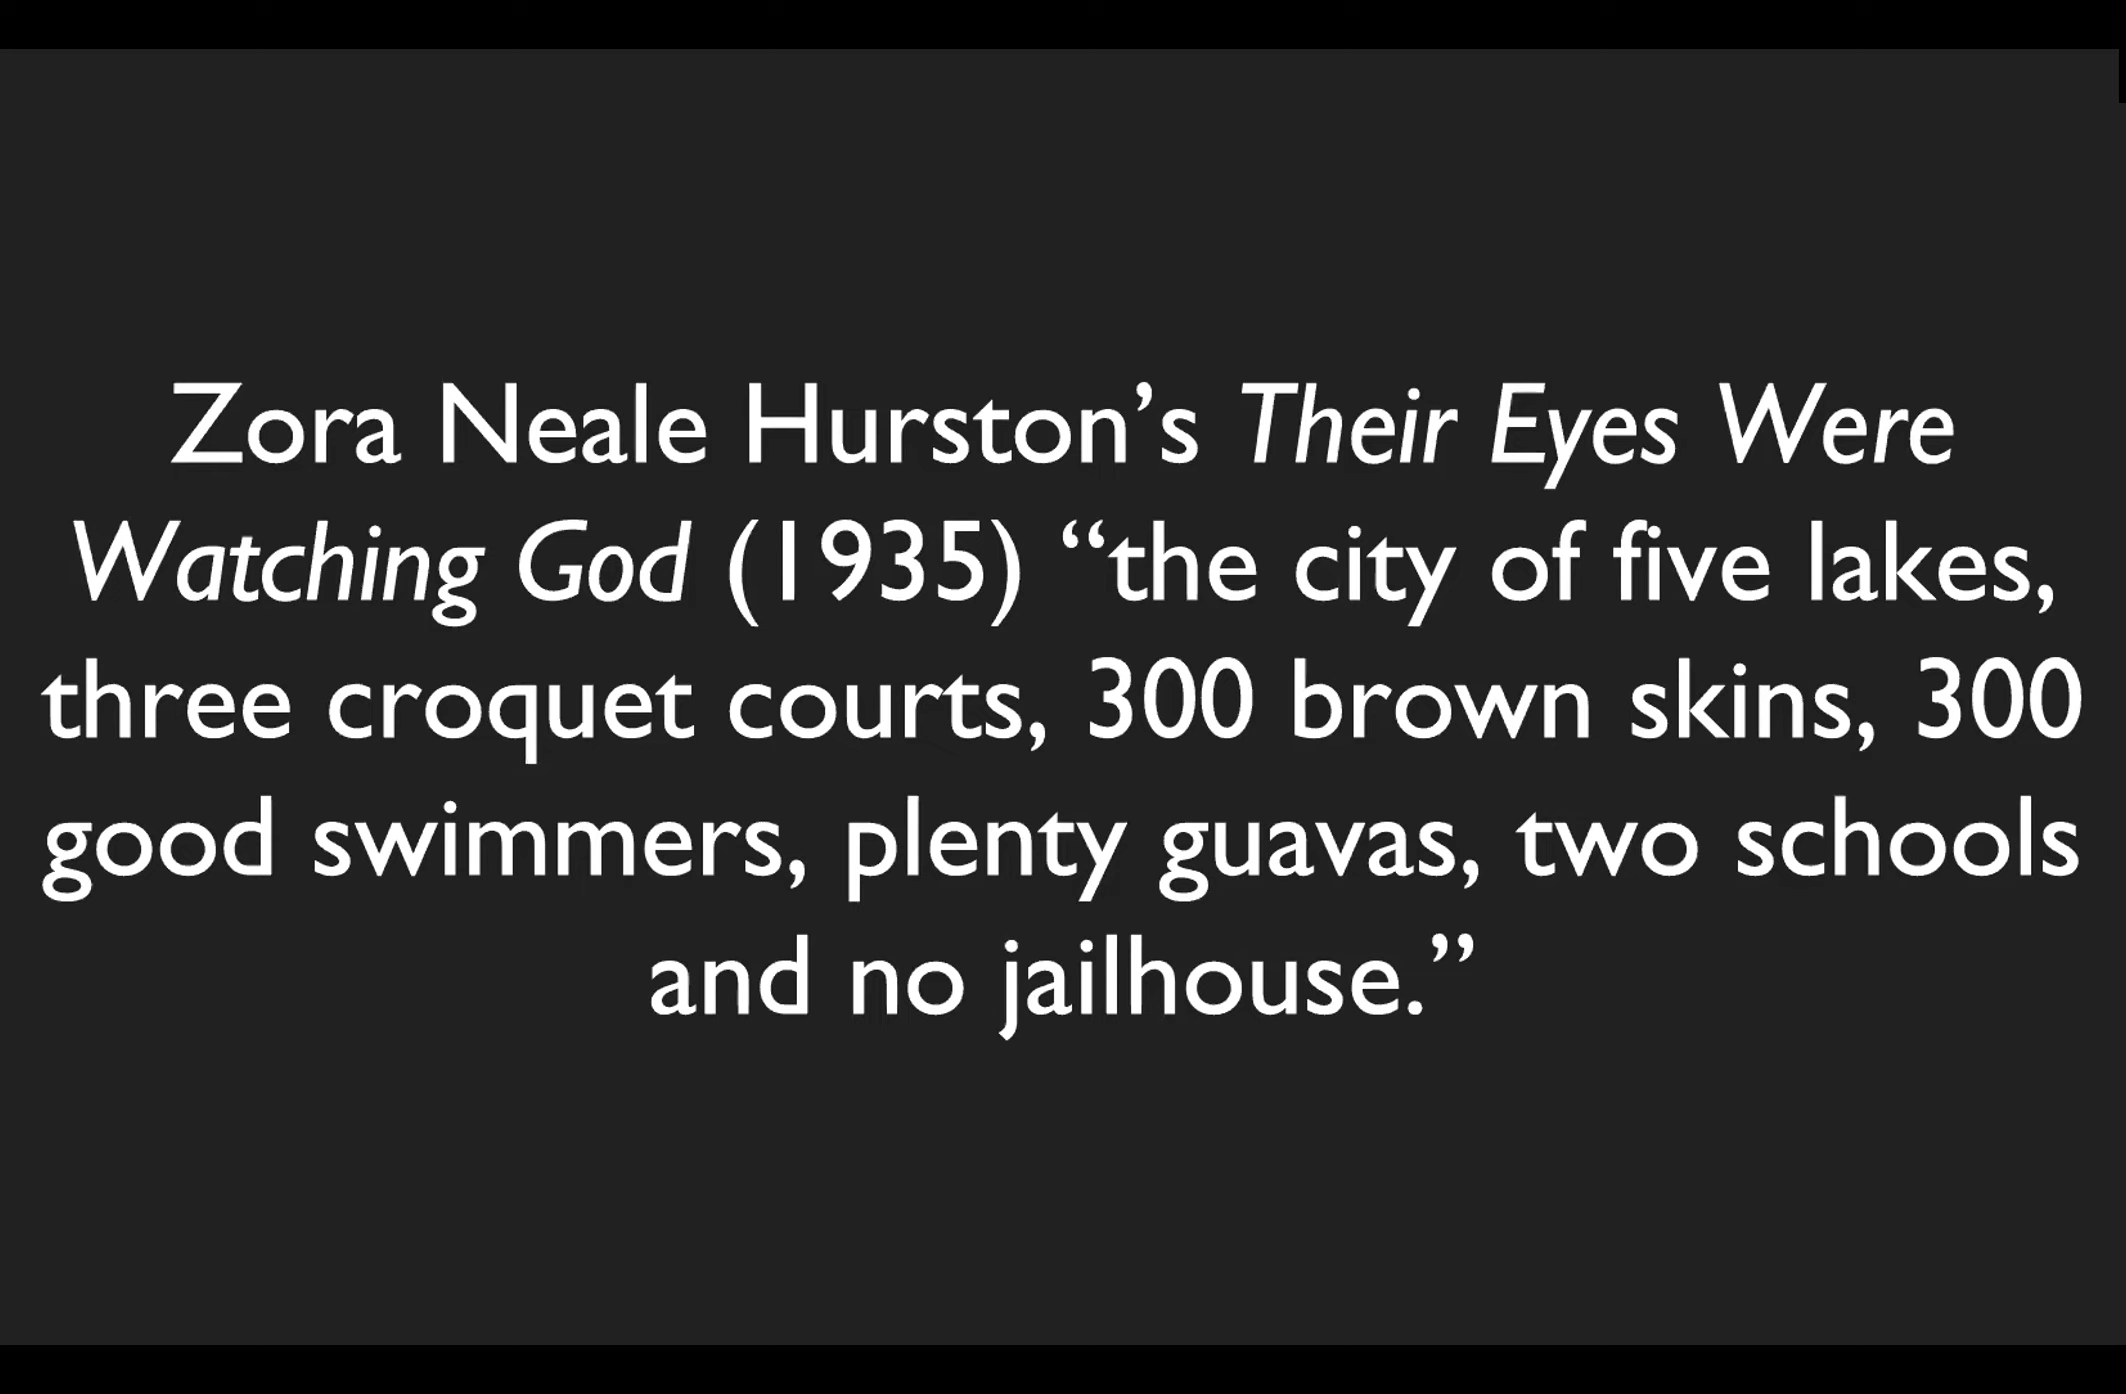 Zora Neale Hurston’s Their Eyes Were
Watching God (1935) “the city of five lakes,
three croquet courts, 300 brown skins, 300
good swimmers, plenty guavas, two schools
and no jailhouse.”